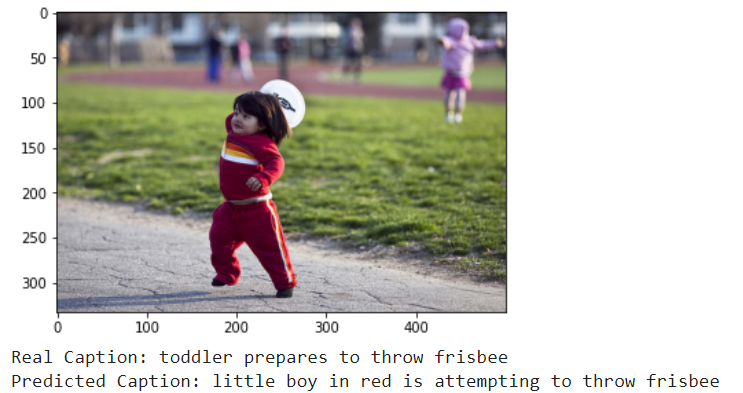 0
50
100
150
200
250
300
0 100 200 300 400
Real Caption: toddler prepares to throw frisbee
Predicted Caption: little boy in red is attempting to throw frisbee